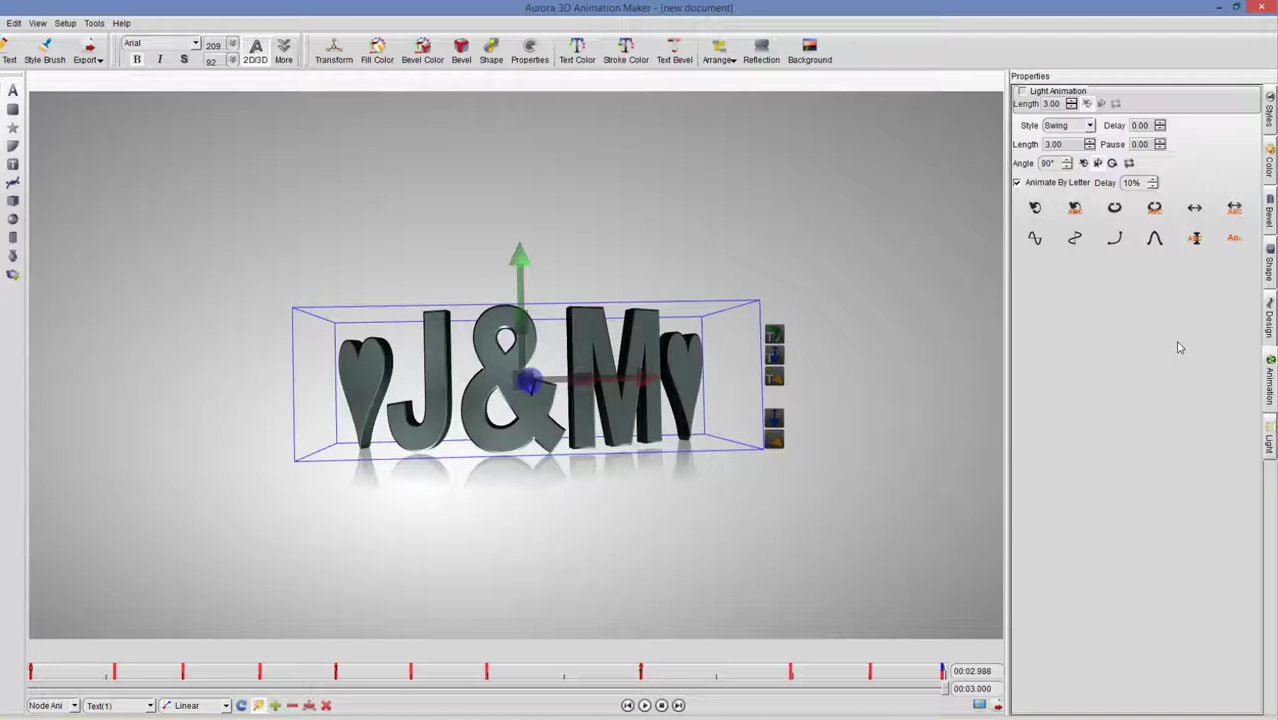 Aurora 3D Animation Maker - [new document]
Edit View Setup Tools Help
Text Style Brush Export Arial 209 92 B I S A 2D/3D More Transform Fill Color Bevel Color Bevel Shape Properties Text Color Stroke Color Text Bevel Arrange Reflection Background
Properties
Light Animation
Length 3.00
Style Swing Delay 0.00
Length 3.00 Pause 0.00
Angle 90°
Animate By Letter Delay 10%
Styles
Color
Bevel
Shape
Design
Animation
Light
J&M
00:02.988
00:03.000
Node Ani Text(1) Linear